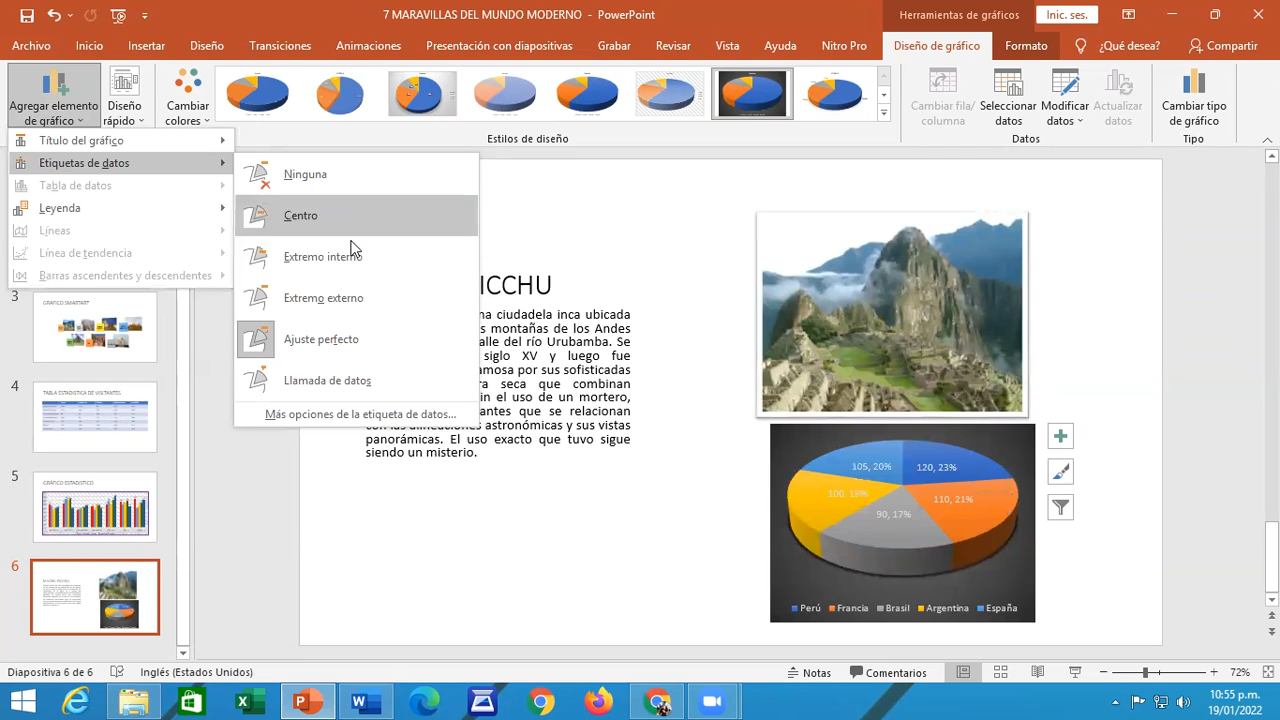 7 MARAVILLAS DEL MUNDO MODERNO - PowerPoint
Herramientas de gráficos
Inic. ses.
Archivo Inicio Insertar Diseño Transiciones Animaciones Presentación con diapositivas Grabar Revisar Vista Ayuda Nitro Pro Diseño de gráfico Formato ¿Qué desea? Compartir
Agregar elemento de gráfico
Diseño rápido
Cambiar colores
Cambiar fila/ columna
Seleccionar datos
Modificar datos
Actualizar datos
Cambiar tipo de gráfico
Estilos de diseño
Datos
Tipo
Título del gráfico
Etiquetas de datos
Tabla de datos
Leyenda
Líneas
Línea de tendencia
Barras ascendentes y descendentes
Ninguna
Centro
Extremo interno
Extremo externo
Ajuste perfecto
Llamada de datos
Más opciones de la etiqueta de datos...
3
GRAFICO SMARTART
4
TABLA ESTADISTICA DE VISITANTES
5
GRÁFICO ESTADISTICO
6
ICCHU
na ciudadela inca ubicada
s montañas de los Andes
alle del río Urubamba. Se
siglo XV y luego fue
amosa por sus sofisticadas
ra seca que combinan
in el uso de un mortero,
antes que se relacionan
con las alineaciones astronómicas y sus vistas
panorámicas. El uso exacto que tuvo sigue
siendo un misterio.
105, 20%
120, 23%
100, 19%
110, 21%
90, 17%
Perú Francia Brasil Argentina España
Diapositiva 6 de 6
Inglés (Estados Unidos)
Notas
Comentarios
72%
10:55 p.m.
19/01/2022